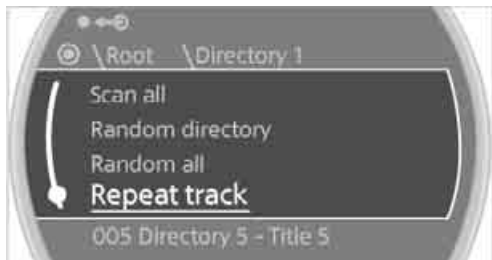 \Root \Directory 1
Scan all
Random directory
Random all
Repeat track
005 Directory 5 - Title 5